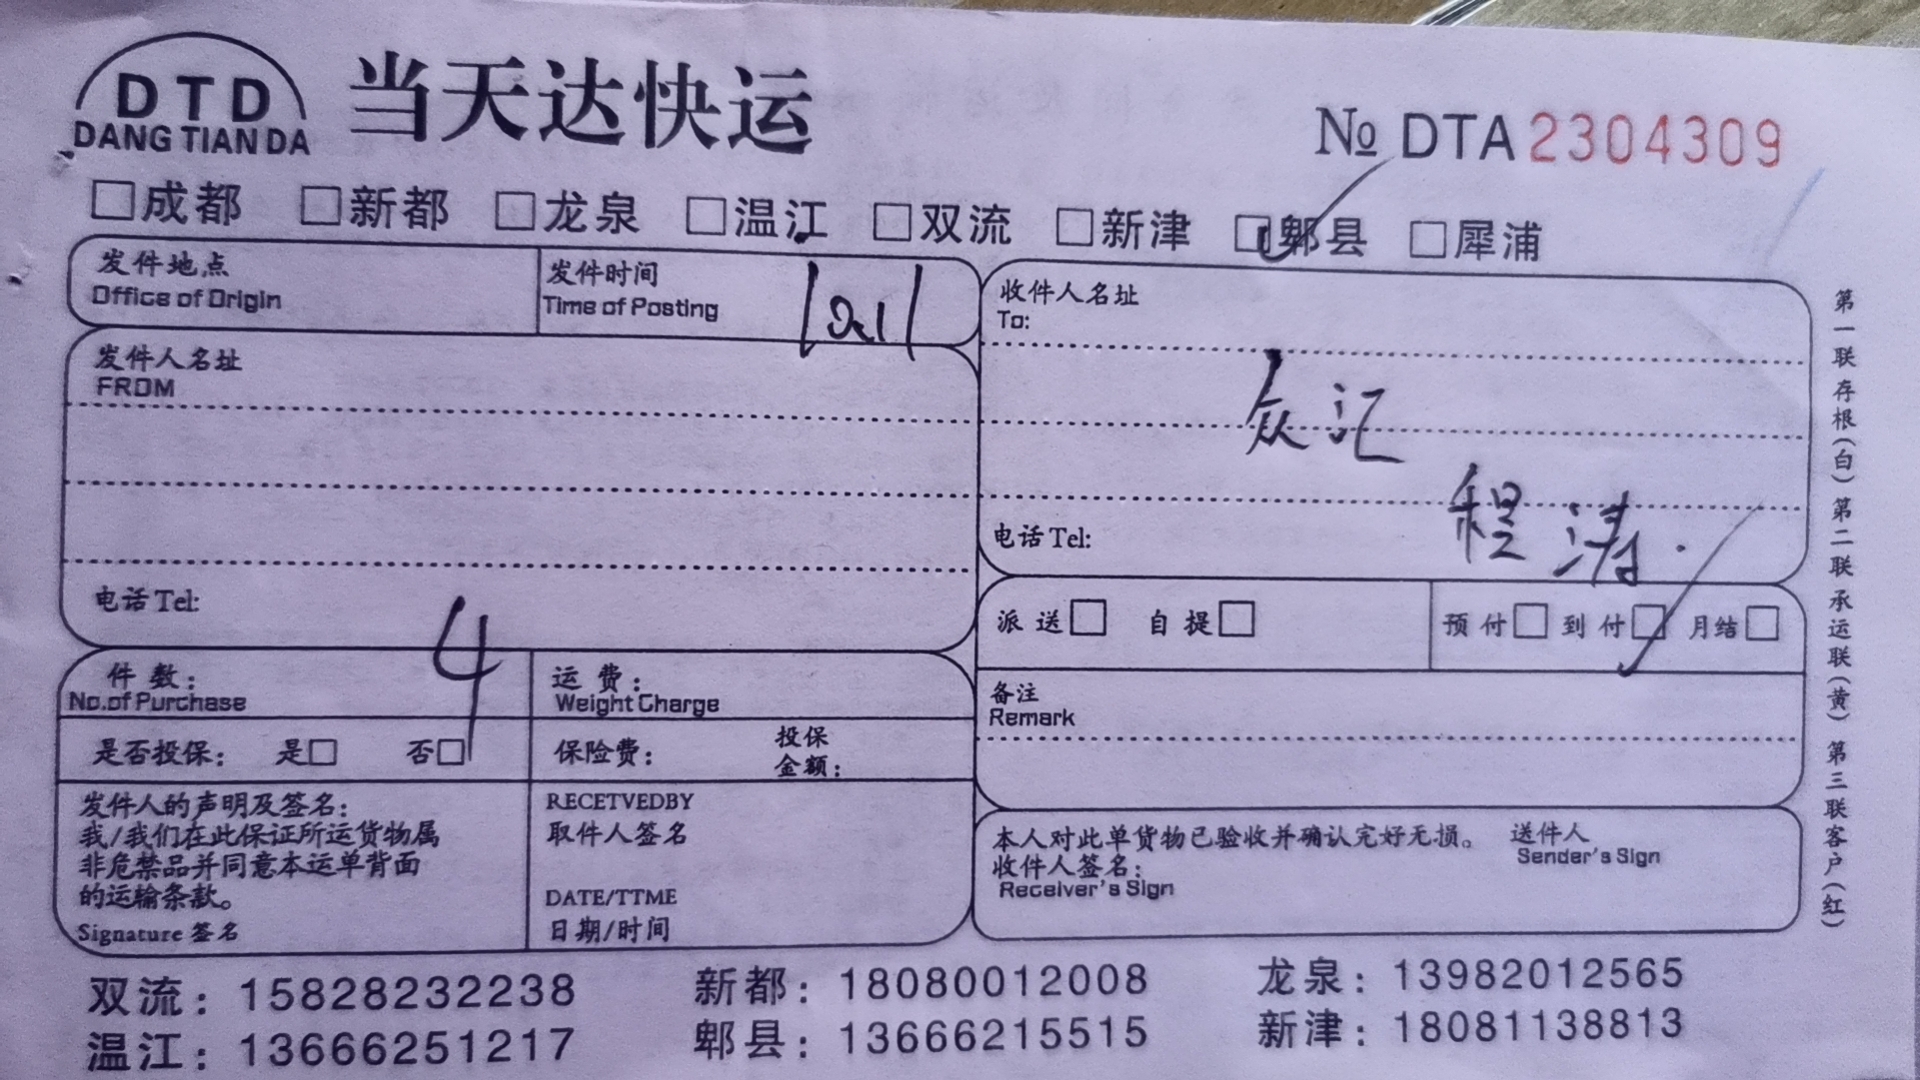 DTD
DANG TIAN DA
当天达快运
№ DTA2304309
□成都 □新都 □龙泉 □温江 □双流 □新津 □郫县 □犀浦
发件地点
Office of Origin
发件时间
Time of Posting
发件人名址
FROM
电话 Tel:
收件人名址
To:
众汇
程涛.
电话 Tel:
派送□ 自提□ 预付□ 到付□ 月结□
件数: 4
No.of Purchase
运费:
Weight Charge
是否投保: 是□ 否□
保险费:
投保
金额:
备注
Remark
发件人的声明及签名:
我/我们在此保证所运货物属
非危禁品并同意本运单背面
的运输条款。
Signature 签名
RECETVEDBY
取件人签名
DATE/TTME
日期/时间
本人对此单货物已验收并确认完好无损。
收件人签名:
Receiver's Sign
送件人
Sender's Sign
第一联存根(白) 第二联承运联(黄) 第三联客户(红)
双流: 15828232238 新都: 18080012008 龙泉: 13982012565
温江: 13666251217 郫县: 13666215515 新津: 18081138813